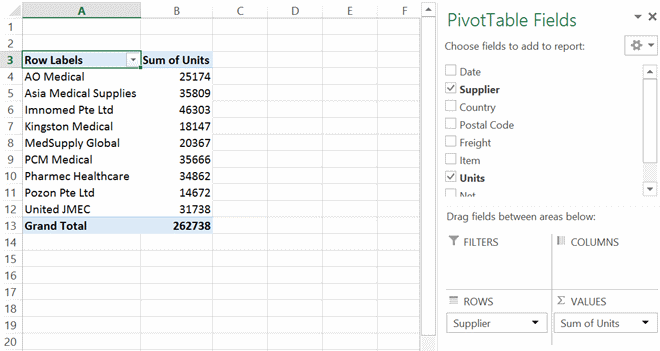 A B C D E F
1
2
3 Row Labels Sum of Units
4 AO Medical 25174
5 Asia Medical Supplies 35809
6 Imnomed Pte Ltd 46303
7 Kingston Medical 18147
8 MedSupply Global 20367
9 PCM Medical 35666
10 Pharmec Healthcare 34862
11 Pozon Pte Ltd 14672
12 United JMEC 31738
13 Grand Total 262738
14
15
16
17
18
19
20
PivotTable Fields
Choose fields to add to report:
Date
Supplier
Country
Postal Code
Freight
Item
Units
Net
Drag fields between areas below:
FILTERS COLUMNS
ROWS Σ VALUES
Supplier Sum of Units